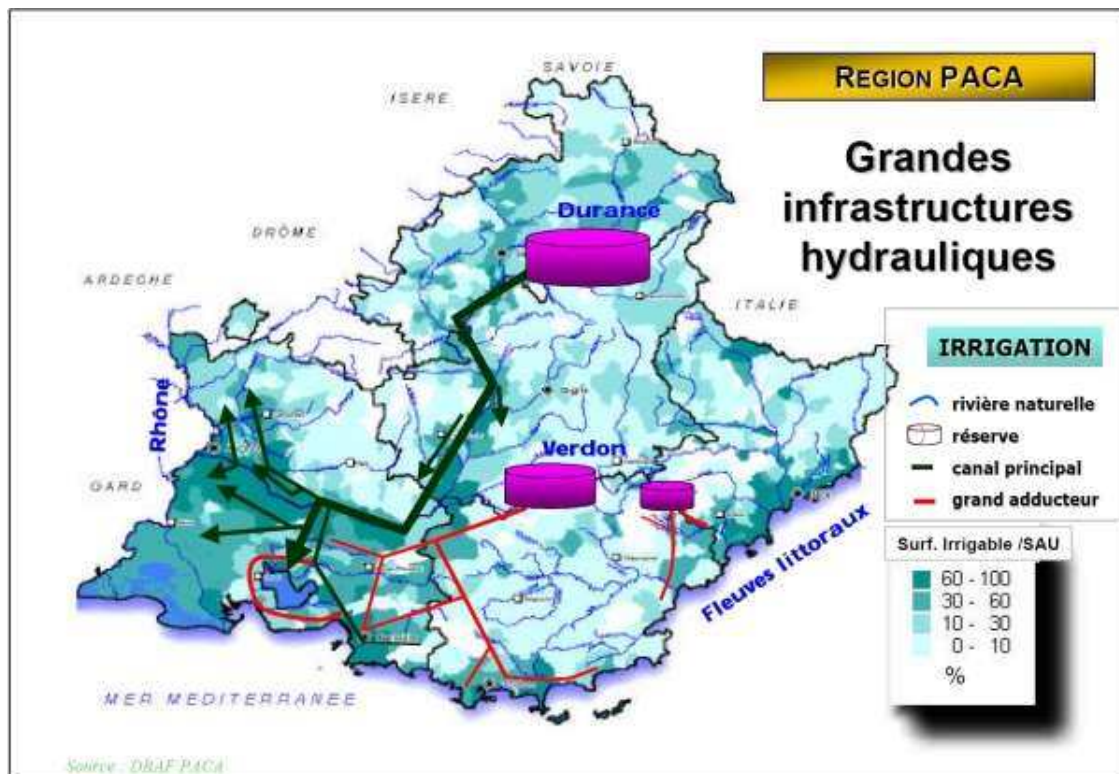 REGION PACA
Grandes
infrastructures
hydrauliques
SAVOIE
ISERE
DRÔME
ARDECHE
GARD
ITALIE
Durance
Verdon
Rhône
Fleuves littoraux
MER MEDITERRANEE
IRRIGATION
rivière naturelle
réserve
canal principal
grand adducteur
Surf. Irrigable /SAU
60 - 100
30 - 60
10 - 30
0 - 10
%
Source : DRAF PACA